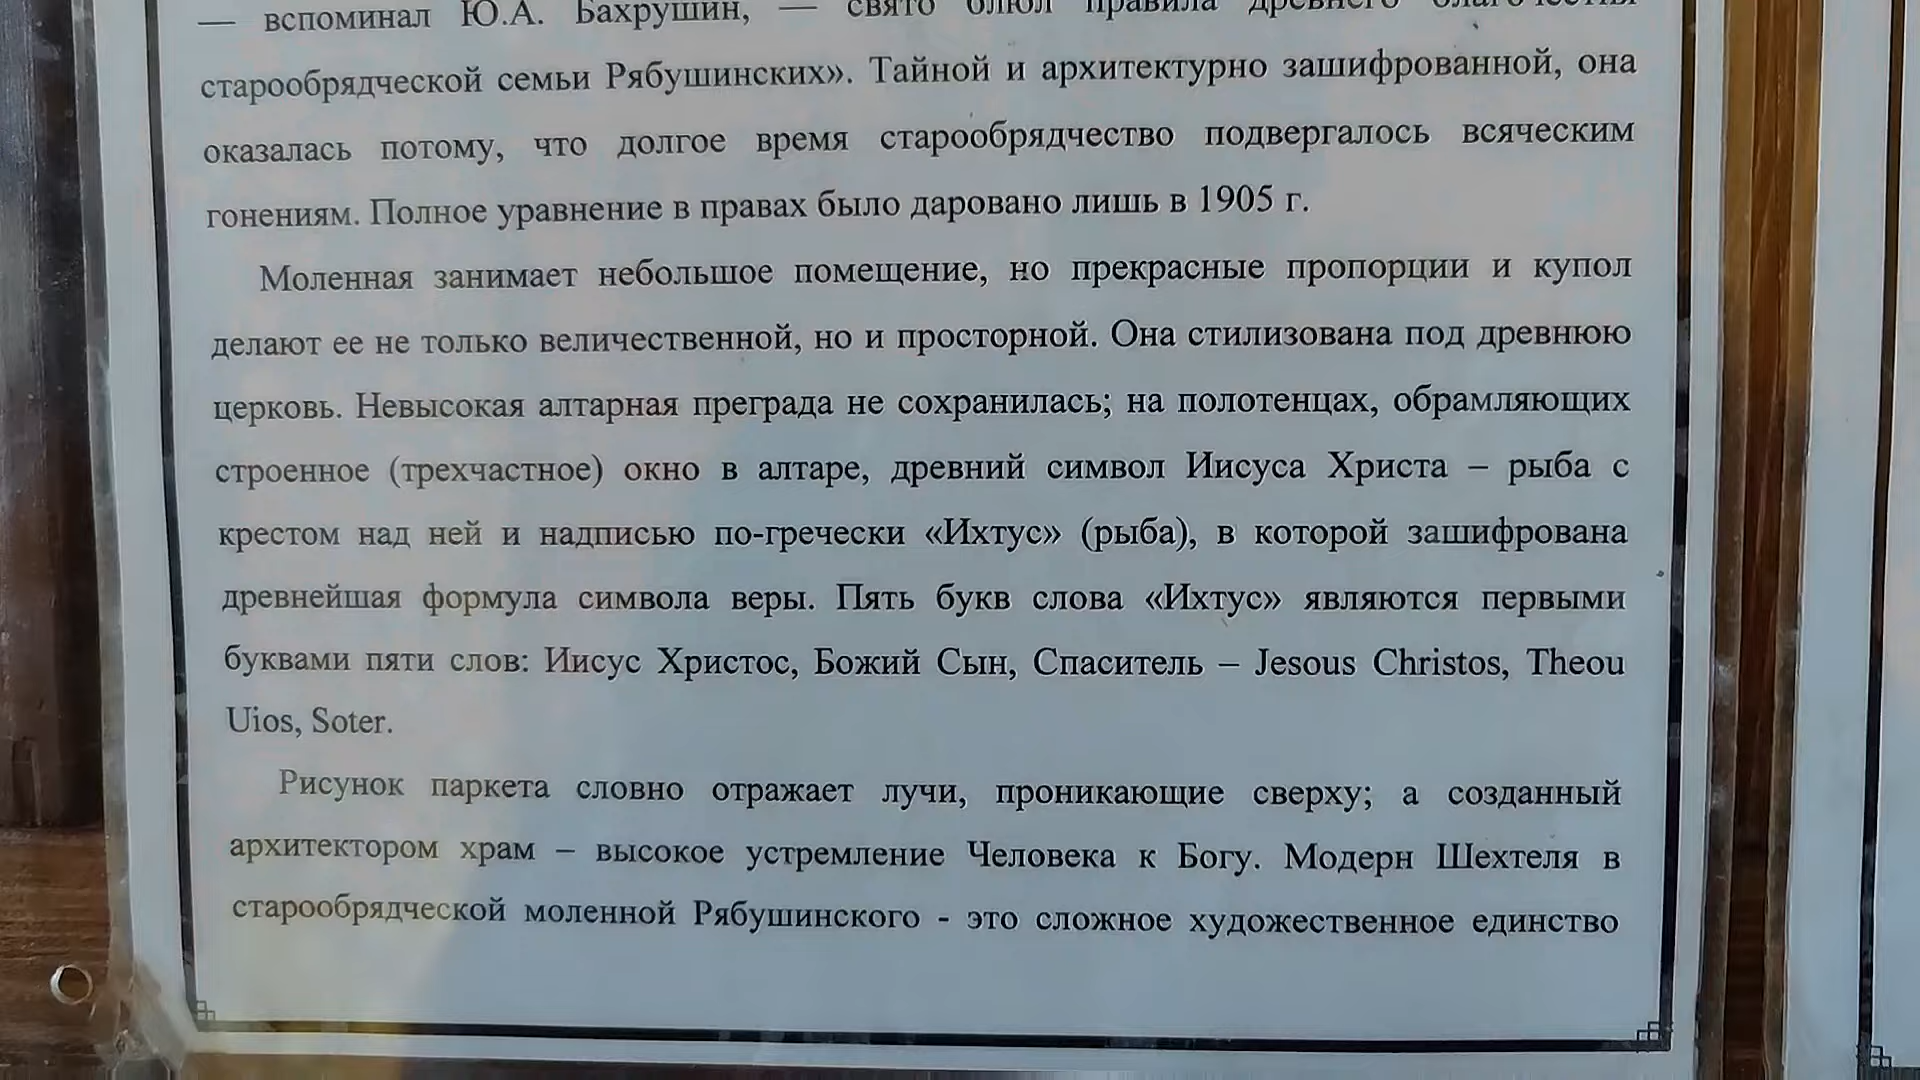 — вспоминал Ю.А. Бахрушин, — свято блюл правила древнего благочестия
старообрядческой семьи Рябушинских». Тайной и архитектурно зашифрованной, она
оказалась потому, что долгое время старообрядчество подвергалось всяческим
гонениям. Полное уравнение в правах было даровано лишь в 1905 г.
Моленная занимает небольшое помещение, но прекрасные пропорции и купол
делают ее не только величественной, но и просторной. Она стилизована под древнюю
церковь. Невысокая алтарная преграда не сохранилась; на полотенцах, обрамляющих
строенное (трехчастное) окно в алтаре, древний символ Иисуса Христа – рыба с
крестом над ней и надписью по-гречески «Ихтус» (рыба), в которой зашифрована
древнейшая формула символа веры. Пять букв слова «Ихтус» являются первыми
буквами пяти слов: Иисус Христос, Божий Сын, Спаситель – Jesous Christos, Theou
Uios, Soter.
Рисунок паркета словно отражает лучи, проникающие сверху; а созданный
архитектором храм – высокое устремление Человека к Богу. Модерн Шехтеля в
старообрядческой моленной Рябушинского - это сложное художественное единство